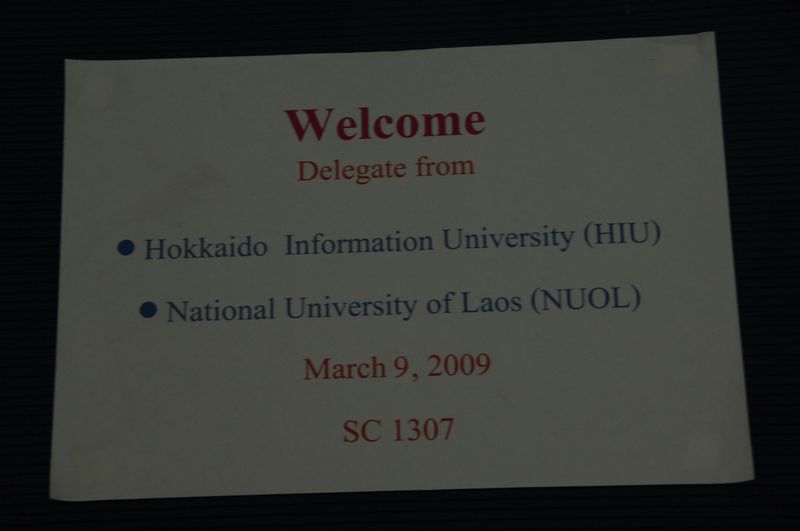 Welcome
Delegate from
● Hokkaido Information University (HIU)
● National University of Laos (NUOL)
March 9, 2009
SC 1307